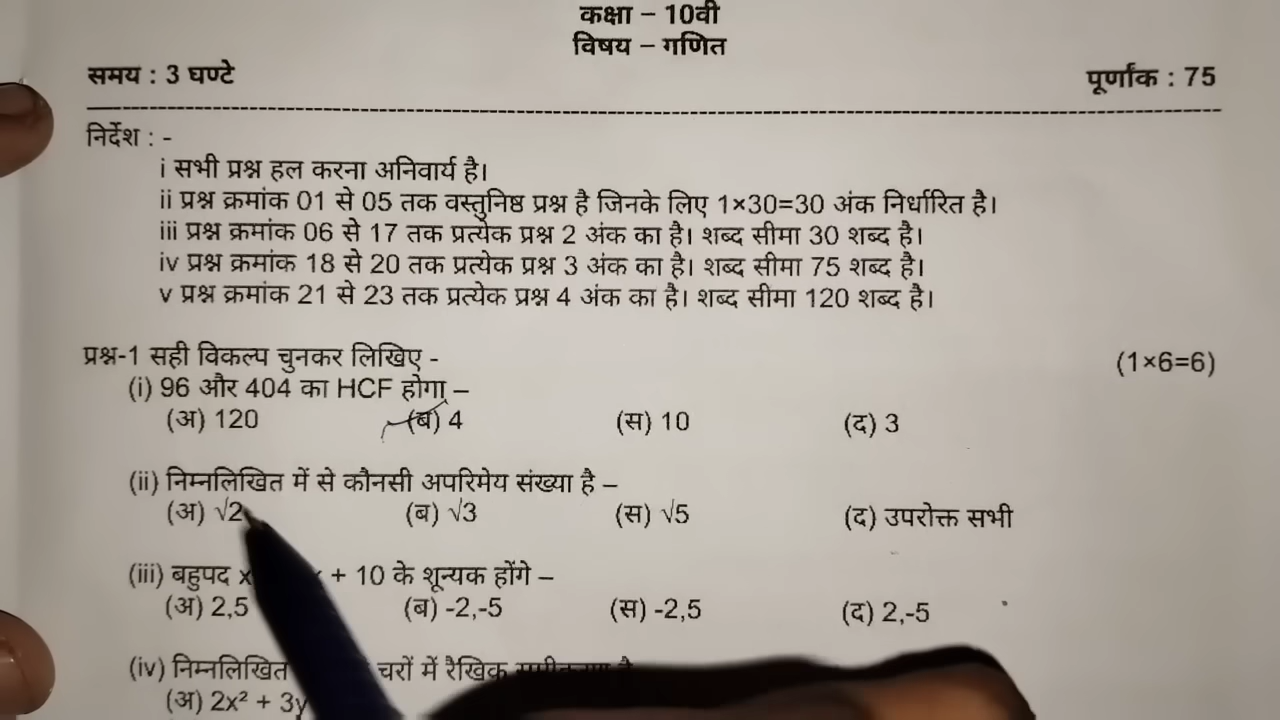 कक्षा – 10वी
विषय – गणित
समय : 3 घण्टे पूर्णांक : 75
निर्देश : -
i सभी प्रश्न हल करना अनिवार्य है।
ii प्रश्न क्रमांक 01 से 05 तक वस्तुनिष्ठ प्रश्न है जिनके लिए 1×30=30 अंक निर्धारित है।
iii प्रश्न क्रमांक 06 से 17 तक प्रत्येक प्रश्न 2 अंक का है। शब्द सीमा 30 शब्द है।
iv प्रश्न क्रमांक 18 से 20 तक प्रत्येक प्रश्न 3 अंक का है। शब्द सीमा 75 शब्द है।
v प्रश्न क्रमांक 21 से 23 तक प्रत्येक प्रश्न 4 अंक का है। शब्द सीमा 120 शब्द है।
प्रश्न-1 सही विकल्प चुनकर लिखिए - (1×6=6)
(i) 96 और 404 का HCF होगा –
(अ) 120 (ब) 4 (स) 10 (द) 3
(ii) निम्नलिखित में से कौनसी अपरिमेय संख्या है –
(अ) √2 (ब) √3 (स) √5 (द) उपरोक्त सभी
(iii) बहुपद + 10 के शून्यक होंगे –
(अ) 2,5 (ब) -2,-5 (स) -2,5 (द) 2,-5
(iv) निम्नलिखित चरों में रैखिक
(अ) 2x² + 3y